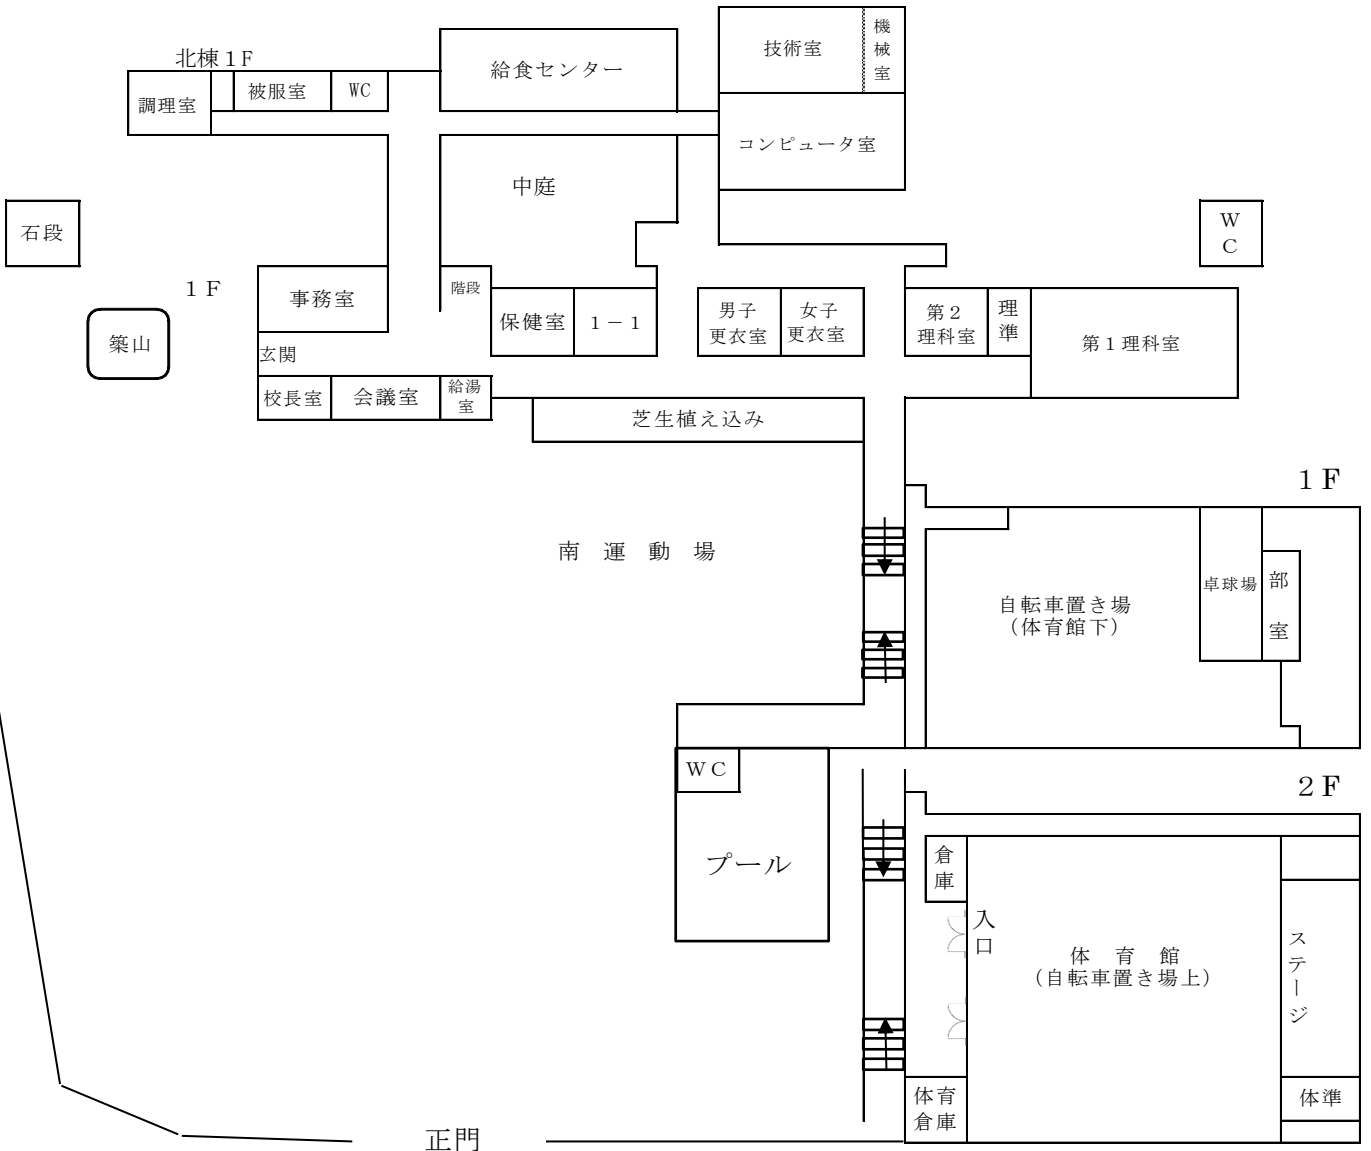 北棟１F
調理室
被服室
WC
給食センター
技術室
機械室
コンピュータ室
中庭
石段
WC
１F
築山
事務室
階段
玄関
校長室
会議室
給湯
室
保健室
１－１
男子
更衣室
女子
更衣室
第２
理科室
理準
第１理科室
芝生植え込み
１F
南運動場
自転車置き場
（体育館下）
卓球場
部室
WC
プール
２F
倉庫
入口
体育館
（自転車置き場上）
ステージ
体育
倉庫
体準
正門